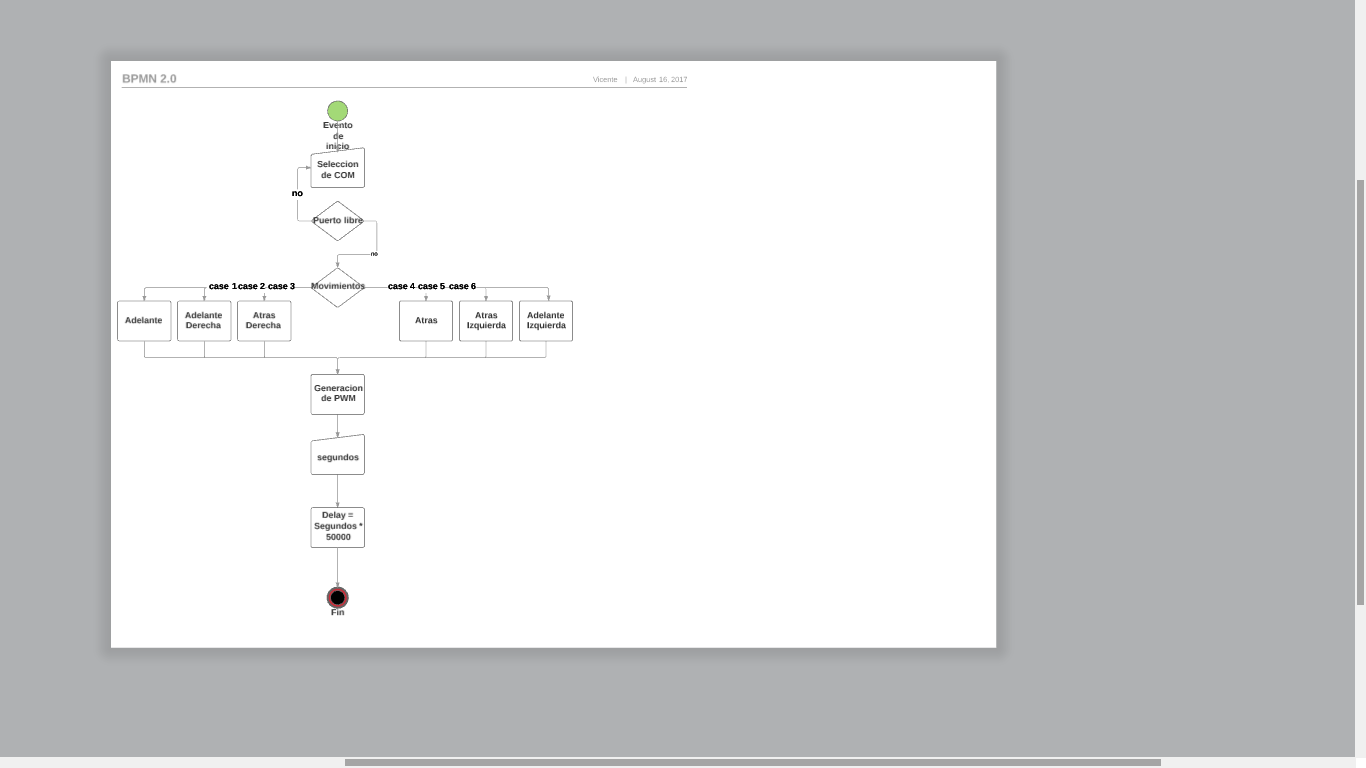 BPMN 2.0
Vicente | August 16, 2017
Evento
de
inicio
Seleccion
de COM
no
Puerto libre
no
case 1 case 2 case 3
Movimientos
case 4 case 5 case 6
Adelante
Adelante
Derecha
Atras
Derecha
Atras
Atras
Izquierda
Adelante
Izquierda
Generacion
de PWM
segundos
Delay =
Segundos *
50000
Fin